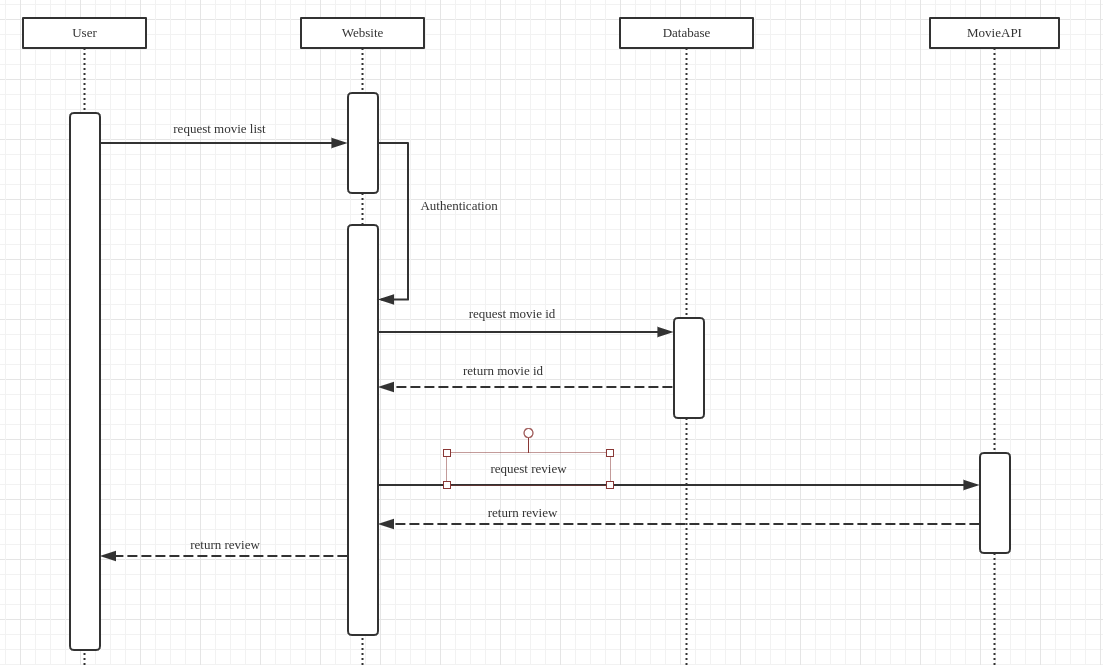 User
Website
Database
MovieAPI
request movie list
Authentication
request movie id
return movie id
request review
return review
return review